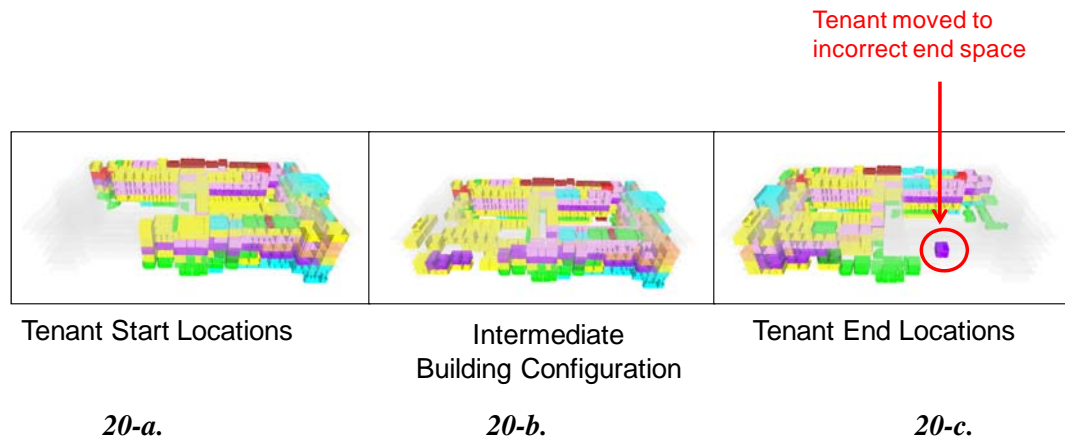 Tenant moved to
incorrect end space
Tenant Start Locations
Intermediate
Building Configuration
Tenant End Locations
20-a.
20-b.
20-c.